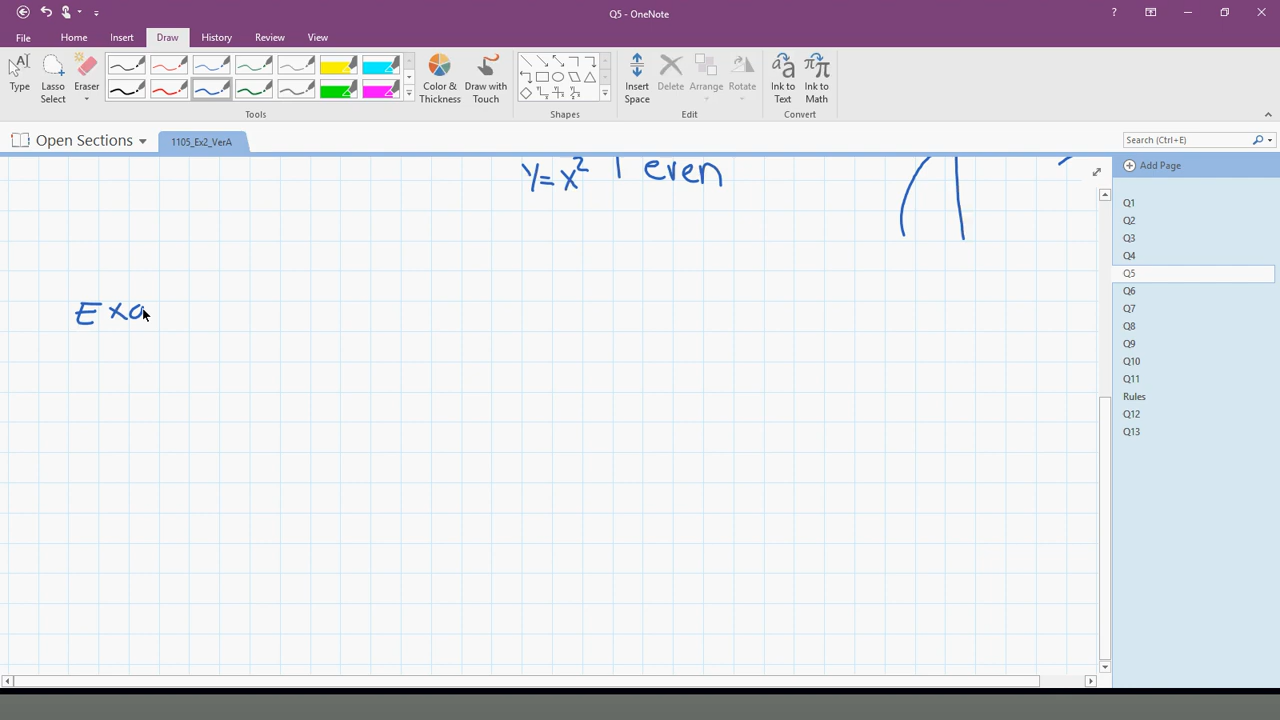 Q5 - OneNote
?
File Home Insert Draw History Review View
Type
Lasso Select
Eraser
Color & Thickness
Draw with Touch
Insert Space
Delete
Arrange
Rotate
Ink to Text
Ink to Math
Tools
Shapes
Edit
Convert
Open Sections
1105_Ex2_VerA
Search (Ctrl+E)
Add Page
y=x² | even
Exa
Q1
Q2
Q3
Q4
Q5
Q6
Q7
Q8
Q9
Q10
Q11
Rules
Q12
Q13